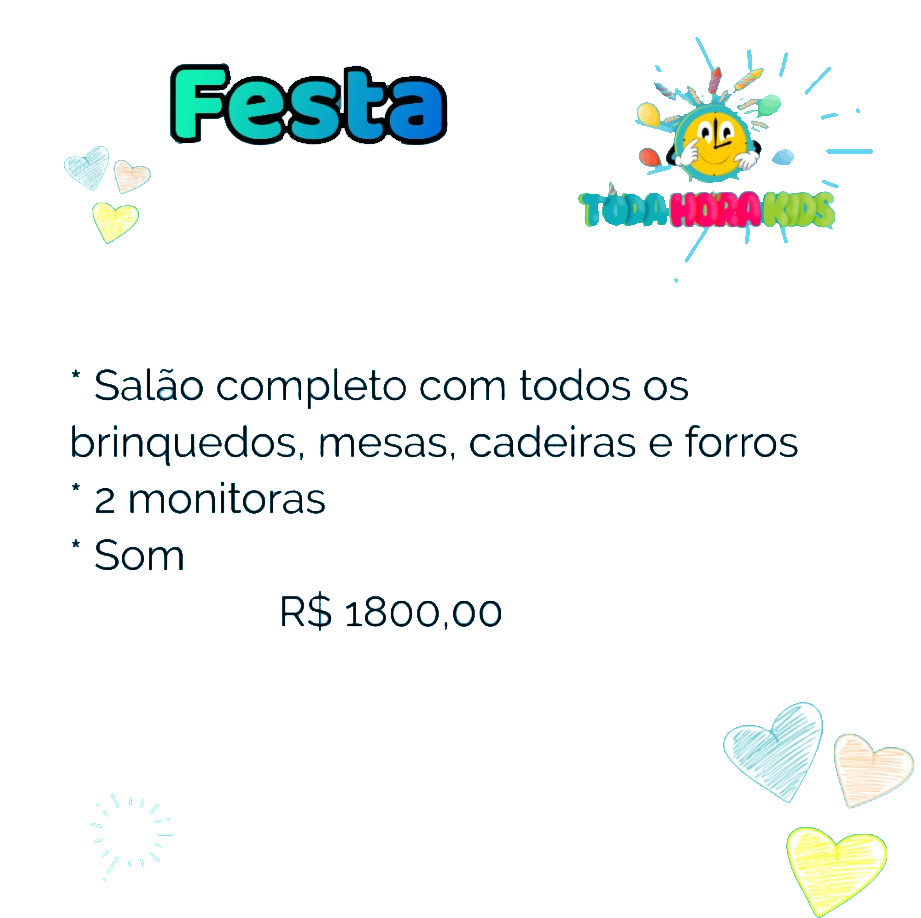 Festa
TODA HORA KIDS
* Salão completo com todos os
brinquedos, mesas, cadeiras e forros
* 2 monitoras
* Som
R$ 1800,00